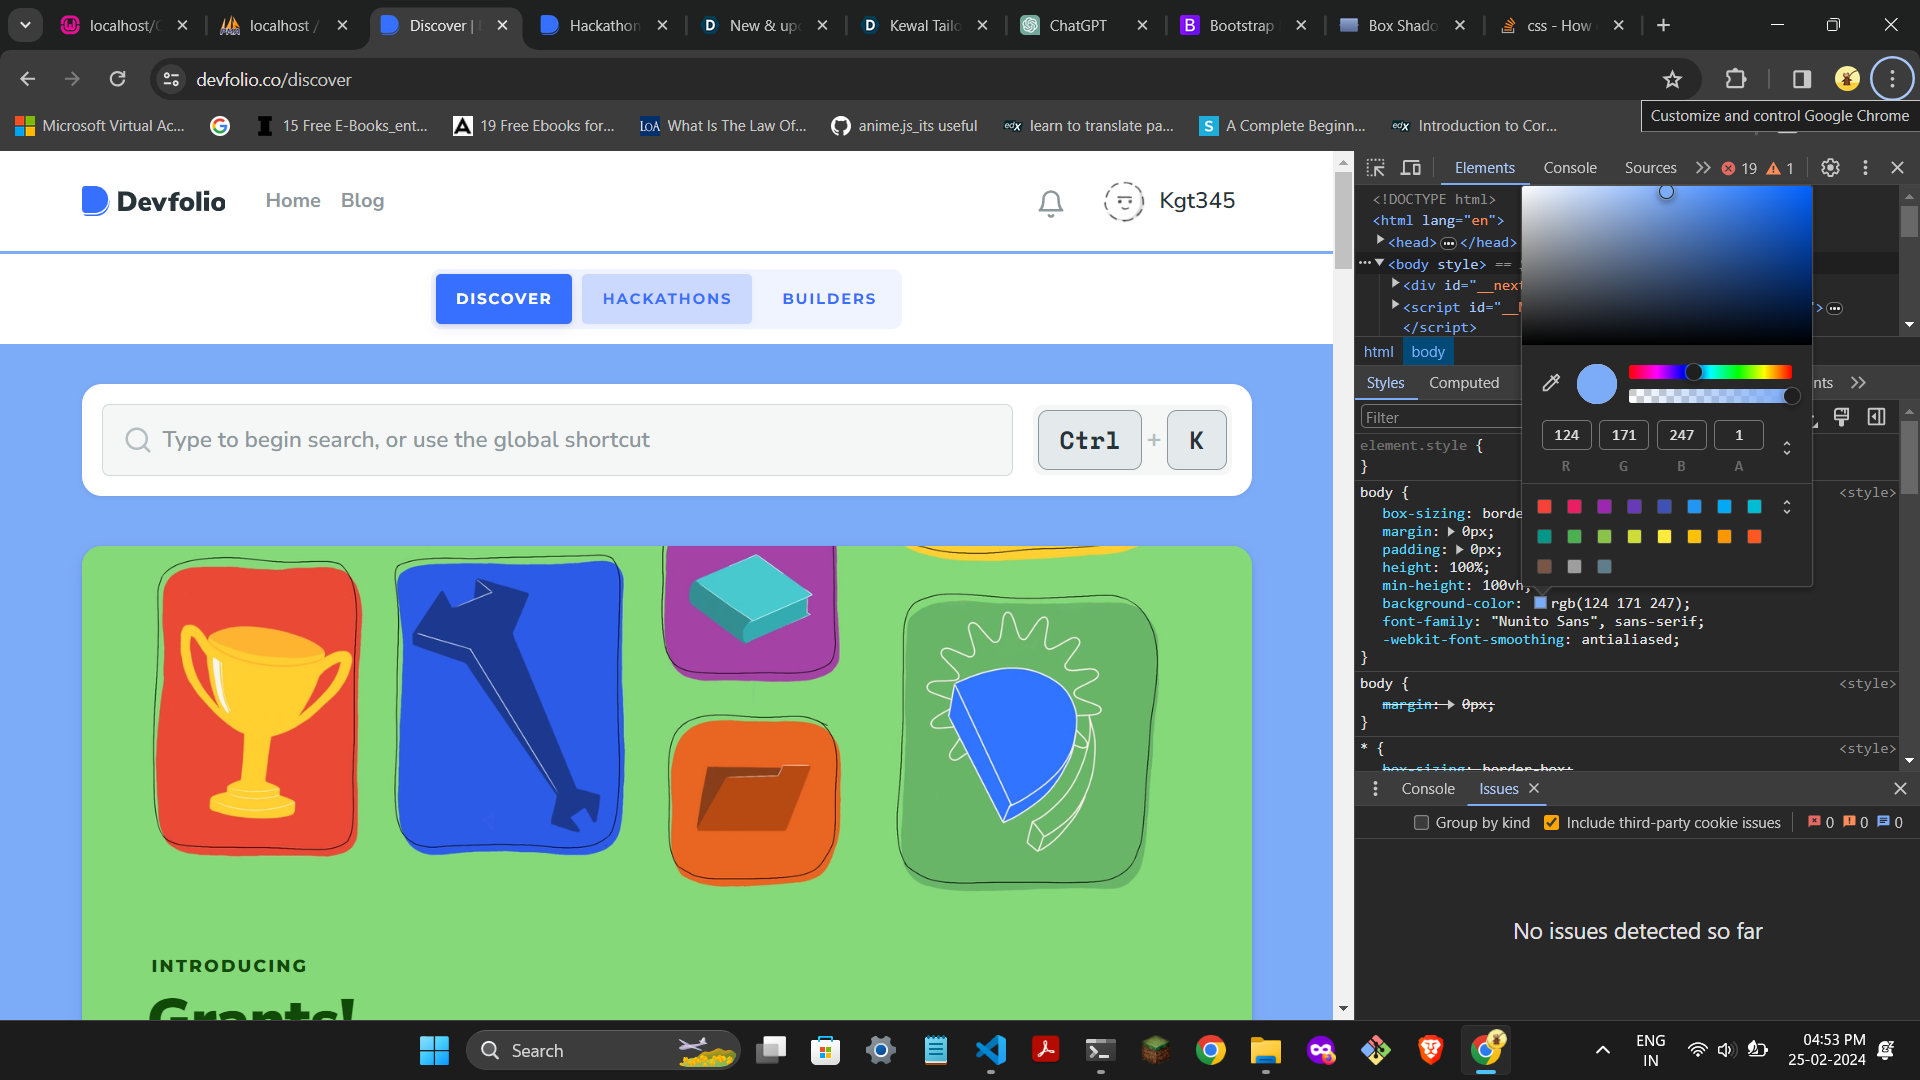 localhost/
localhost /
Discover |
Hackathon
New & up
Kewal Tail
ChatGPT
Bootstrap
Box Shado
css - How
devfolio.co/discover
Customize and control Google Chrome
Microsoft Virtual Ac...
15 Free E-Books_ent...
19 Free Ebooks for...
What Is The Law Of...
anime.js_its useful
learn to translate pa...
A Complete Beginn...
Introduction to Cor...
Devfolio
Home
Blog
Kgt345
DISCOVER
HACKATHONS
BUILDERS
Type to begin search, or use the global shortcut
Ctrl + K
INTRODUCING
Grants!
Elements
Console
Sources
19
1
<!DOCTYPE html>
<html lang="en">
<head> ... </head>
<body style> ==
<div id="__nex
<script id="__
</script>
html
body
Styles
Computed
nts
Filter
124 171 247 1
R G B A
element.style {
}
body {
<style>
box-sizing: borde
margin: 0px;
padding: 0px;
height: 100%;
min-height: 100vh
background-color: rgb(124 171 247);
font-family: "Nunito Sans", sans-serif;
-webkit-font-smoothing: antialiased;
}
body {
<style>
margin: 0px;
}
* {
<style>
box-sizing: border-box;
Console
Issues
Group by kind
Include third-party cookie issues
0 0 0
No issues detected so far
Search
ENG
IN
04:53 PM
25-02-2024